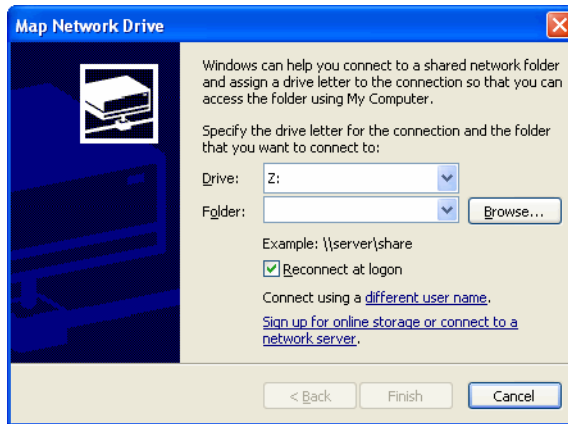 Map Network Drive
Windows can help you connect to a shared network folder
and assign a drive letter to the connection so that you can
access the folder using My Computer.
Specify the drive letter for the connection and the folder
that you want to connect to:
Drive: Z:
Folder: Browse...
Example: \\server\share
Reconnect at logon
Connect using a different user name.
Sign up for online storage or connect to a
network server.
< Back Finish Cancel